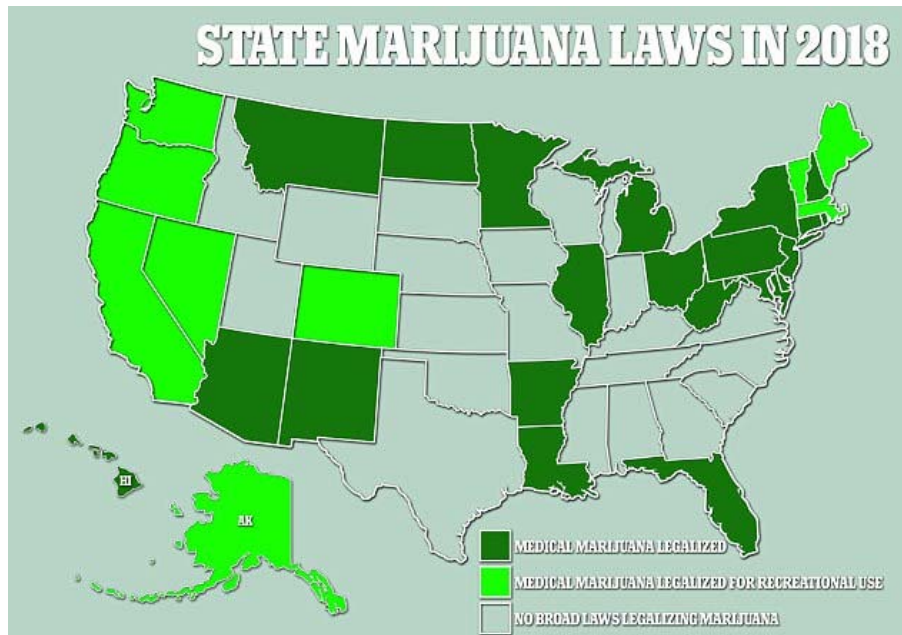 STATE MARIJUANA LAWS IN 2018
HI
AK
MEDICAL MARIJUANA LEGALIZED
MEDICAL MARIJUANA LEGALIZED FOR RECREATIONAL USE
NO BROAD LAWS LEGALIZING MARIJUANA